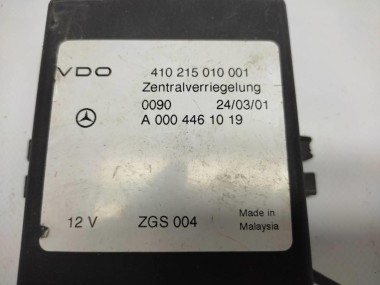 VDO 410 215 010 001
Zentralverriegelung
0090 24/03/01
A 000 446 10 19
12 V ZGS 004 Made in
Malaysia